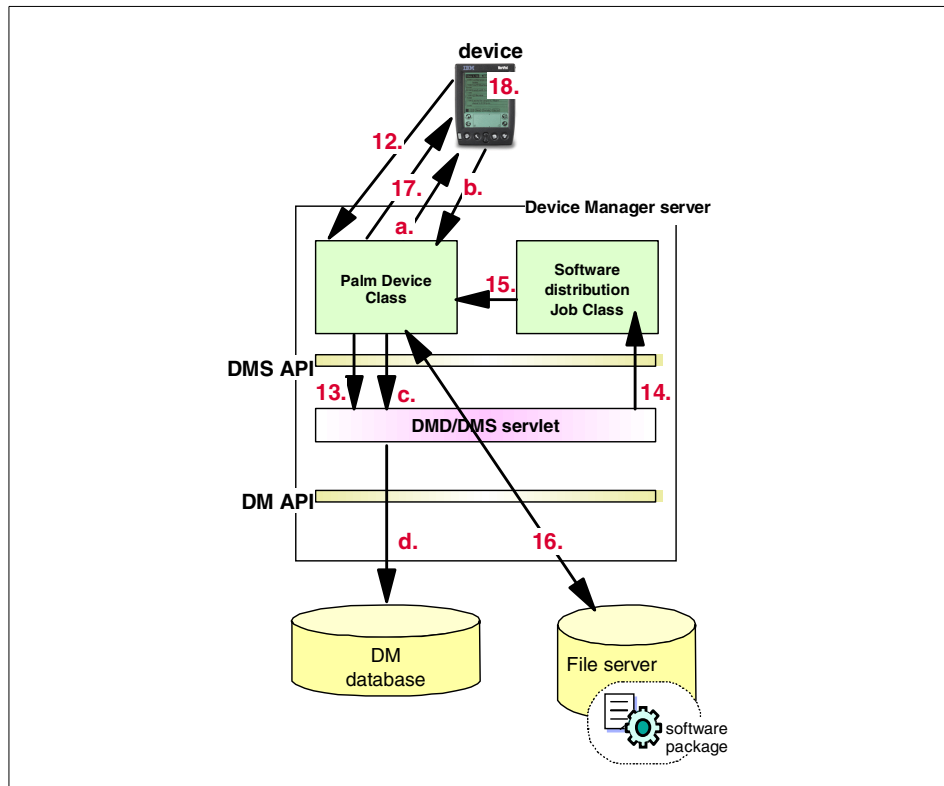 device
IBM
18.
12.
17.
b.
a.
Device Manager server
Palm Device
Class
15.
Software
distribution
Job Class
DMS API
13.
c.
14.
DMD/DMS servlet
DM API
d.
16.
DM
database
File server
software
package